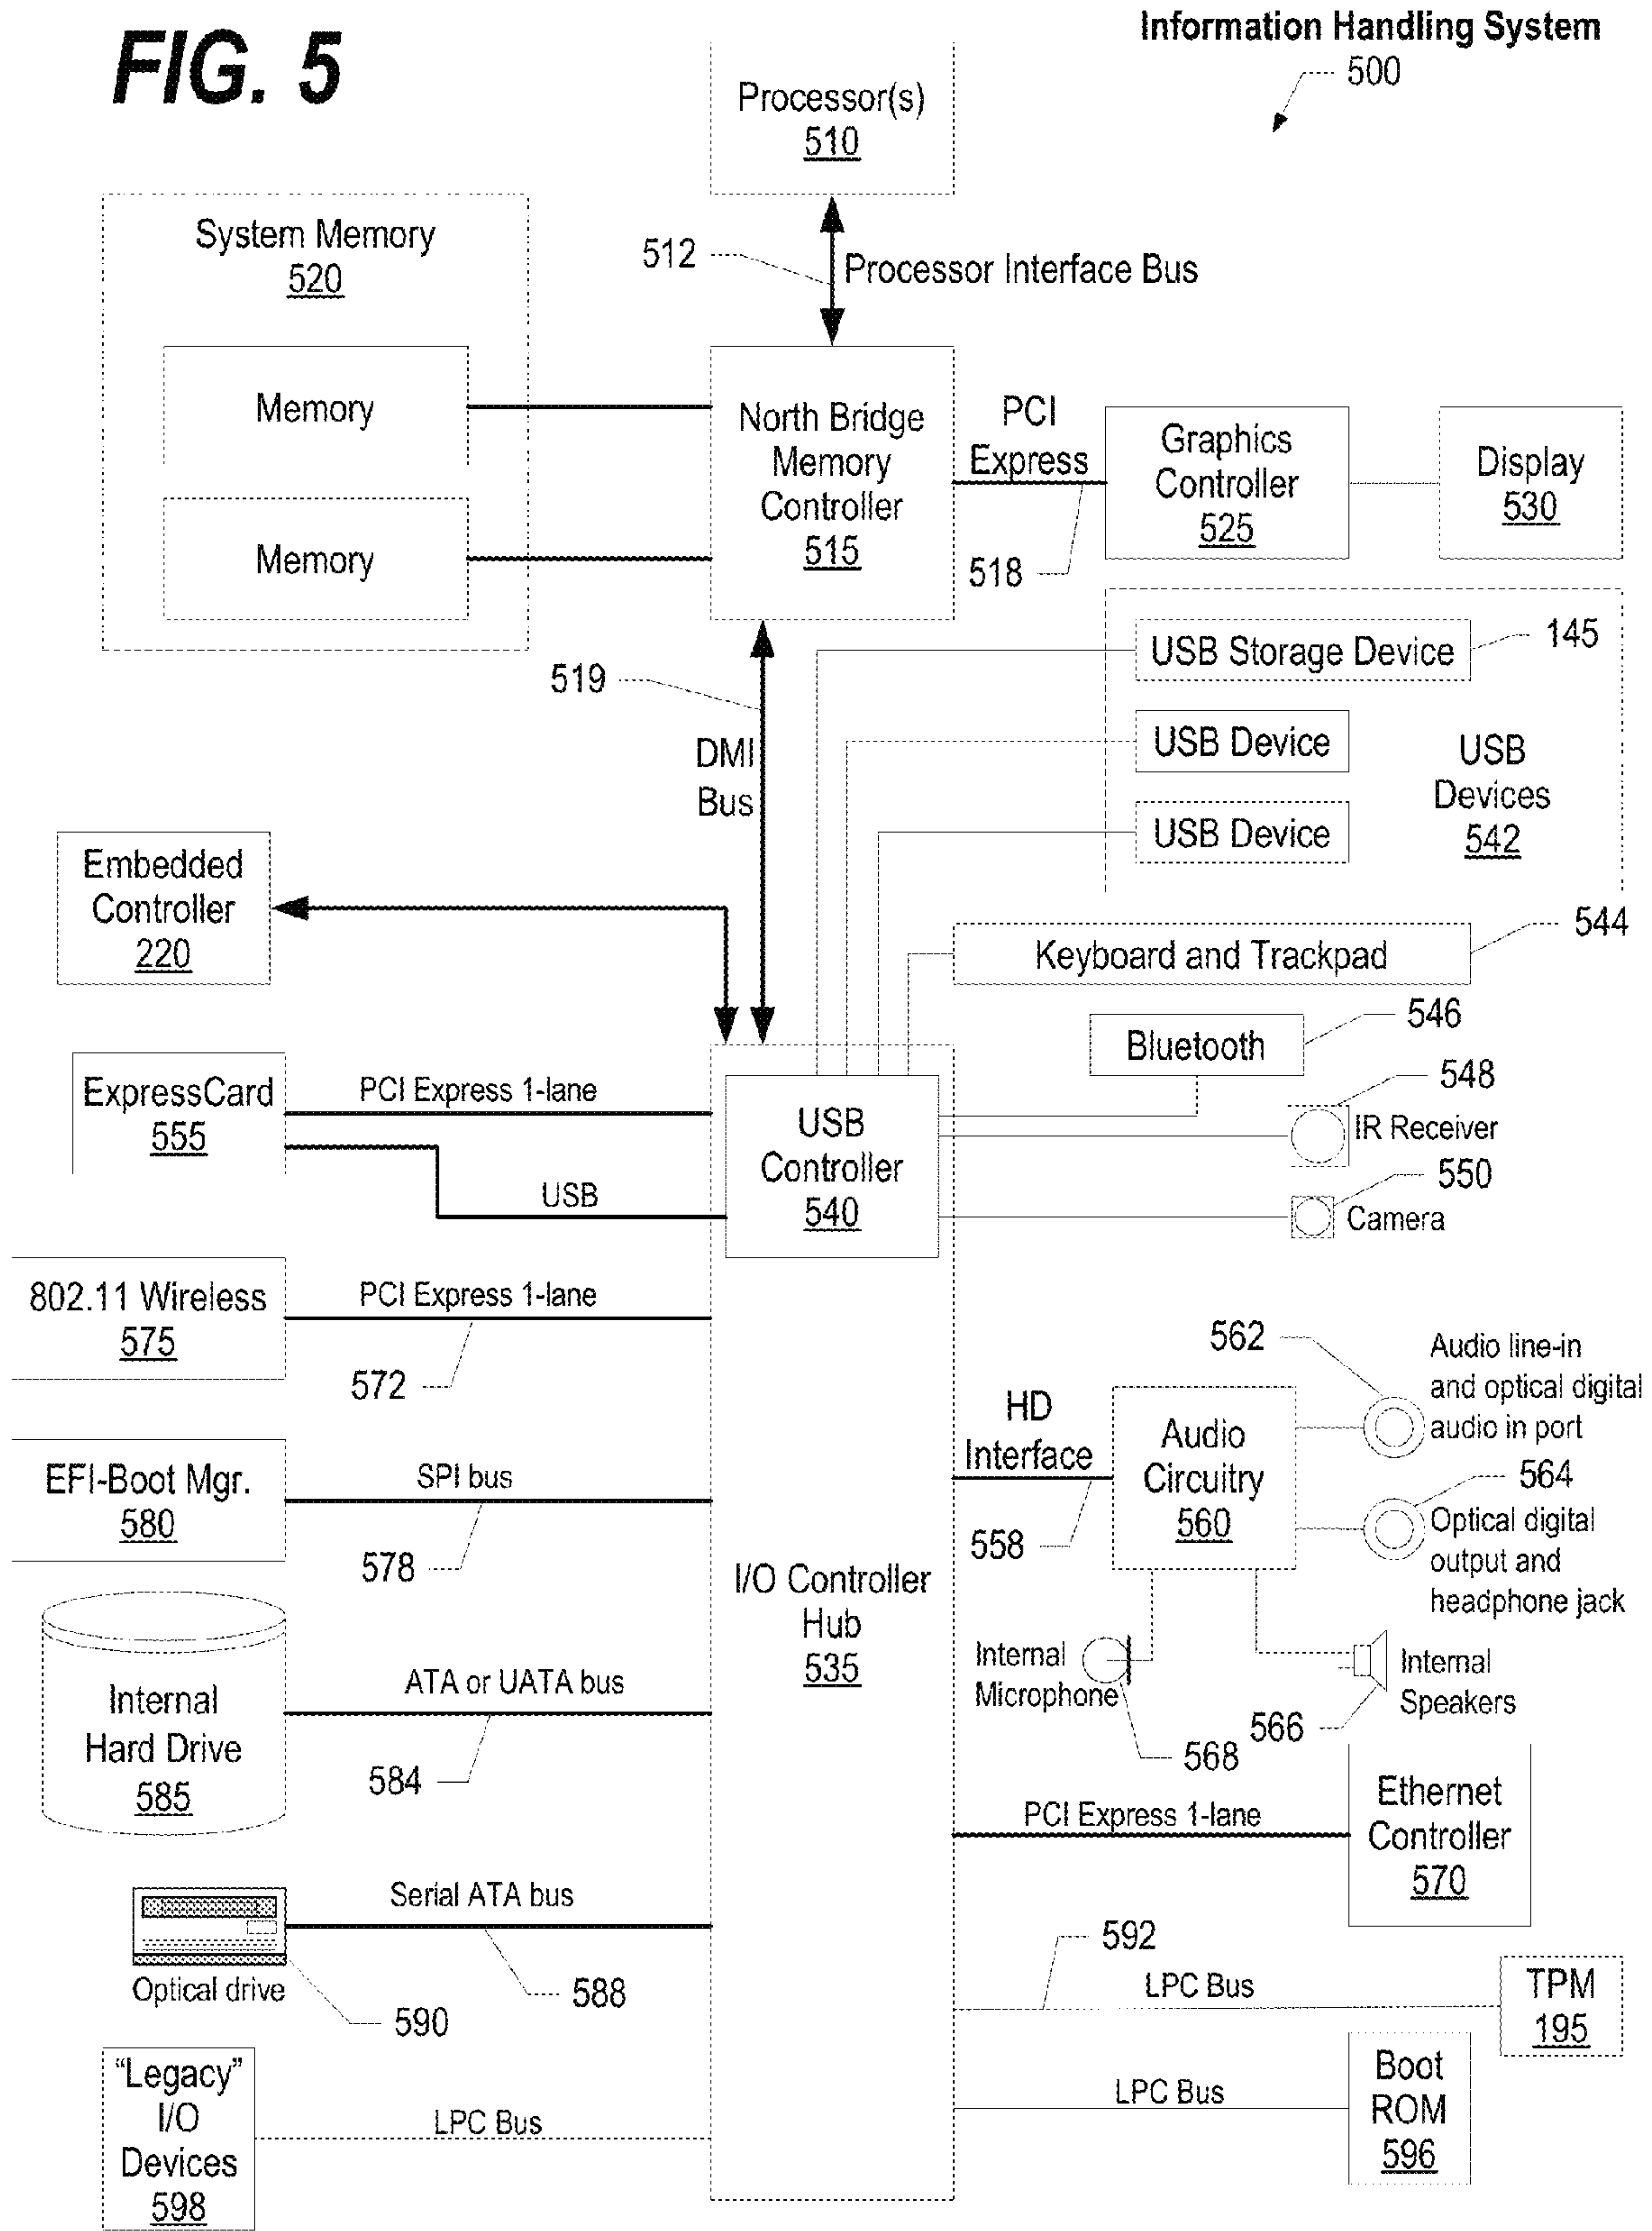 FIG. 5
Information Handling System
500
Processor(s)
510
512
Processor Interface Bus
System Memory
520
Memory
Memory
North Bridge
Memory
Controller
515
PCI
Express
518
Graphics
Controller
525
Display
530
519
DMI
Bus
USB Storage Device
145
USB Device
USB Device
USB
Devices
542
Embedded
Controller
220
Keyboard and Trackpad
544
Bluetooth
546
548
IR Receiver
550
Camera
ExpressCard
555
PCI Express 1-lane
USB
USB
Controller
540
802.11 Wireless
575
PCI Express 1-lane
572
EFI-Boot Mgr.
580
SPI bus
578
I/O Controller
Hub
535
HD
Interface
558
Audio
Circuitry
560
562
Audio line-in
and optical digital
audio in port
564
Optical digital
output and
headphone jack
Internal
Microphone
568
Internal
Speakers
566
Internal
Hard Drive
585
ATA or UATA bus
584
PCI Express 1-lane
Ethernet
Controller
570
Optical drive
590
Serial ATA bus
588
592
LPC Bus
TPM
195
LPC Bus
Boot
ROM
596
“Legacy”
I/O
Devices
598
LPC Bus